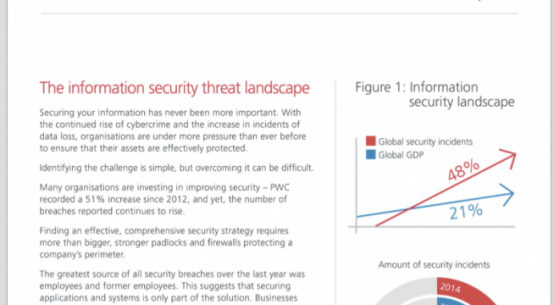 The information security threat landscape
Securing your information has never been more important. With
the continued rise of cybercrime and the increase in incidents of
data loss, organisations are under more pressure than ever before
to ensure that their assets are effectively protected.
Identifying the challenge is simple, but overcoming it can be difficult.
Many organisations are investing in improving security – PWC
recorded a 51% increase since 2012, and yet, the number of
breaches reported continues to rise.
Finding an effective, comprehensive security strategy requires
more than bigger, stronger padlocks and firewalls protecting a
company's perimeter.
The greatest source of all security breaches over the last year was
employees and former employees. This suggests that securing
applications and systems is only part of the solution. Businesses
Figure 1: Information
security landscape
Global security incidents
Global GDP
48%
21%
Amount of security incidents
2014